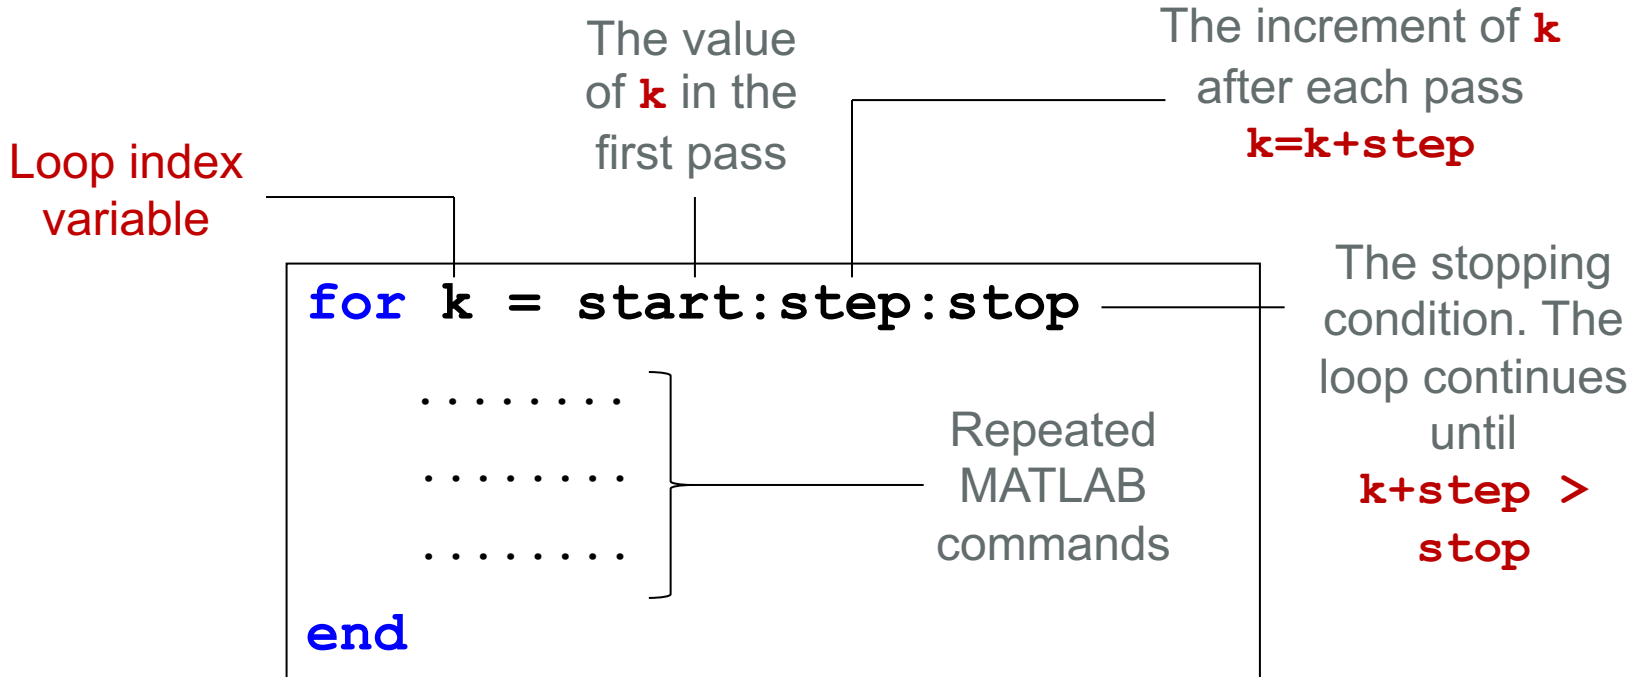 The value
of k in the
first pass
The increment of k
after each pass
k=k+step
Loop index
variable
for k = start:step:stop
........
........
........
end
Repeated
MATLAB
commands
The stopping
condition. The
loop continues
until
k+step >
stop